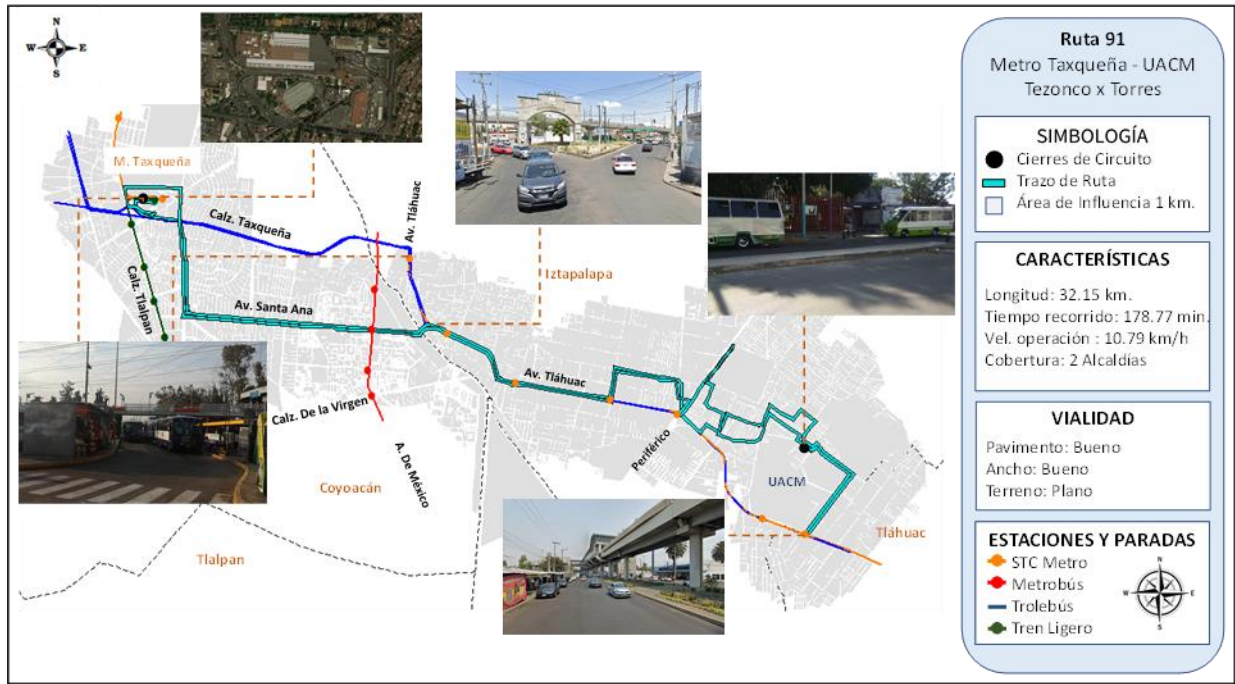 N
W E
S
M. Taxqueña
Calz. Taxqueña
Av. Tláhuac
Iztapalapa
Calz. Tlalpan
Av. Santa Ana
Av. Tláhuac
Calz. De la Virgen
A. De México
Periférico
Coyoacán
UACM
Tláhuac
Tlalpan
Ruta 91
Metro Taxqueña - UACM
Tezonco x Torres
SIMBOLOGÍA
Cierres de Circuito
Trazo de Ruta
Área de Influencia 1 km.
CARACTERÍSTICAS
Longitud: 32.15 km.
Tiempo recorrido: 178.77 min.
Vel. operación : 10.79 km/h
Cobertura: 2 Alcaldías
VIALIDAD
Pavimento: Bueno
Ancho: Bueno
Terreno: Plano
ESTACIONES Y PARADAS
STC Metro
Metrobús
Trolebús
Tren Ligero
N
W E
S